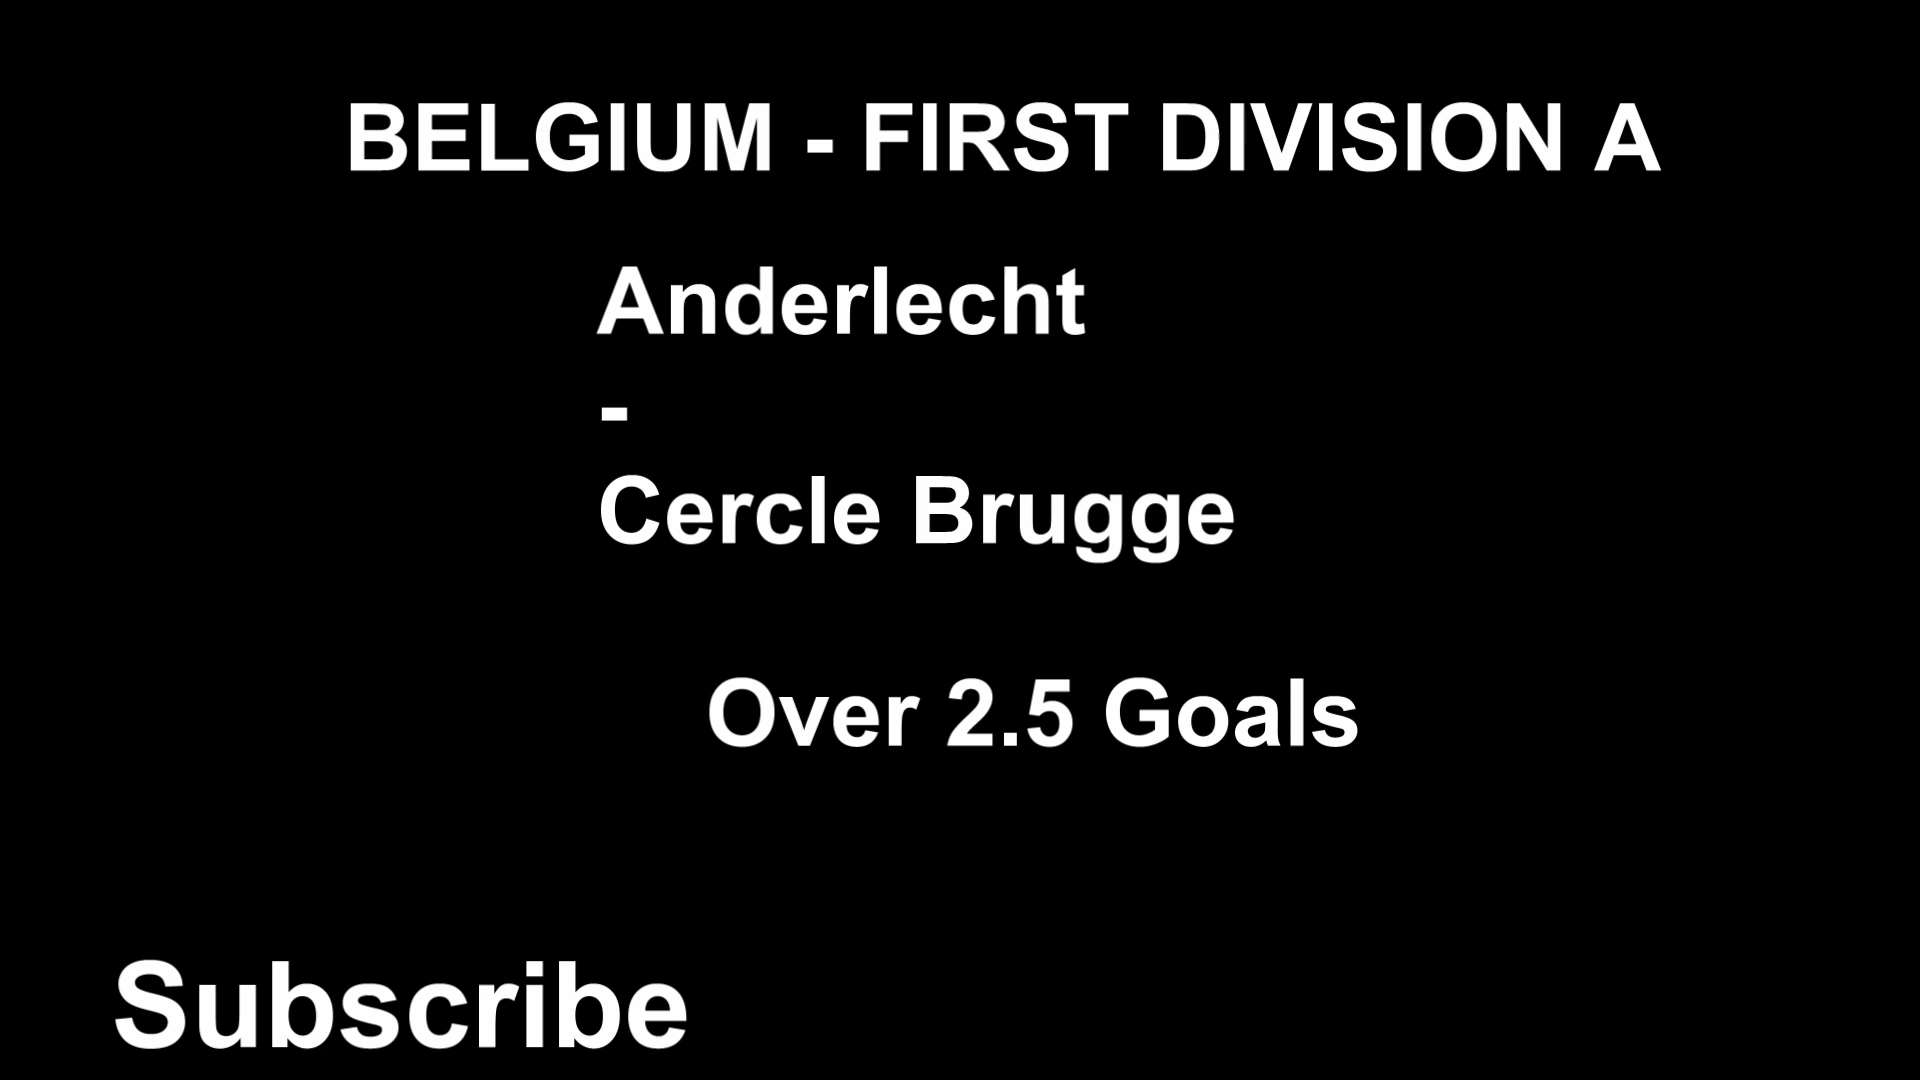 BELGIUM - FIRST DIVISION A
Anderlecht
-
Cercle Brugge
Over 2.5 Goals
Subscribe